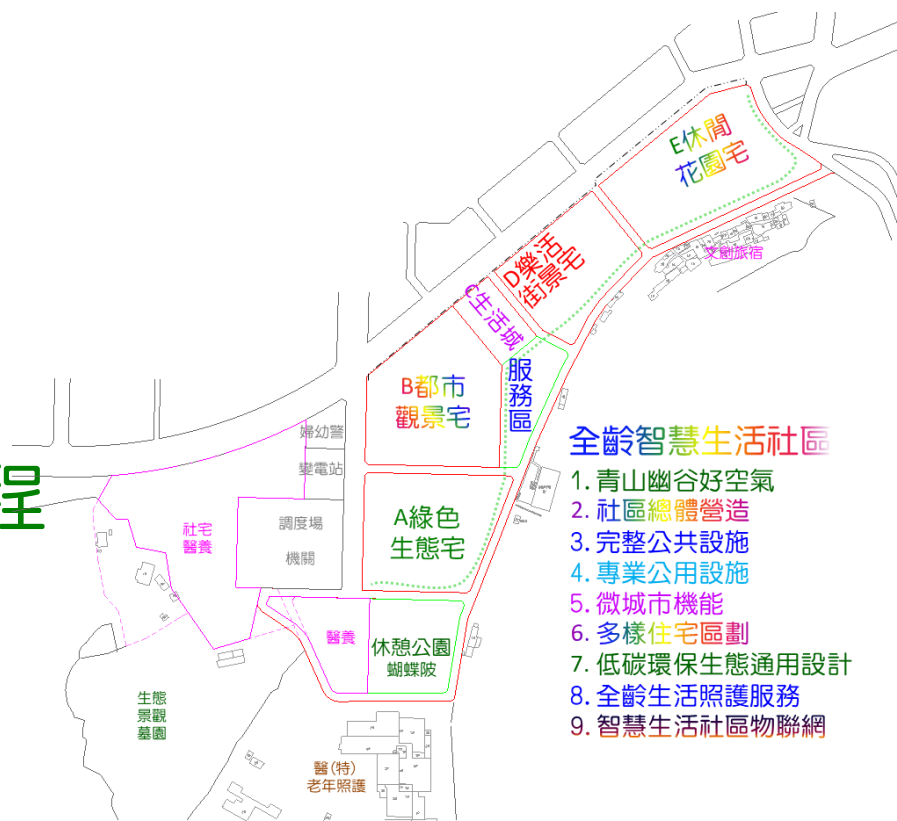 E休閒
花園宅
文創旅宿
D樂活
街景宅
C生活城
服務區
B都市
觀景宅
婦幼警
變電站
全齡智慧生活社區
1. 青山幽谷好空氣
2. 社區總體營造
3. 完整公共設施
4. 專業公用設施
5. 微城市機能
6. 多樣住宅區劃
7. 低碳環保生態通用設計
8. 全齡生活照護服務
9. 智慧生活社區物聯網
程
社宅
醫養
調度場
機關
A綠色
生態宅
醫養
休憩公園
蝴蝶陂
生態
景觀
墓園
醫(特)
老年照護